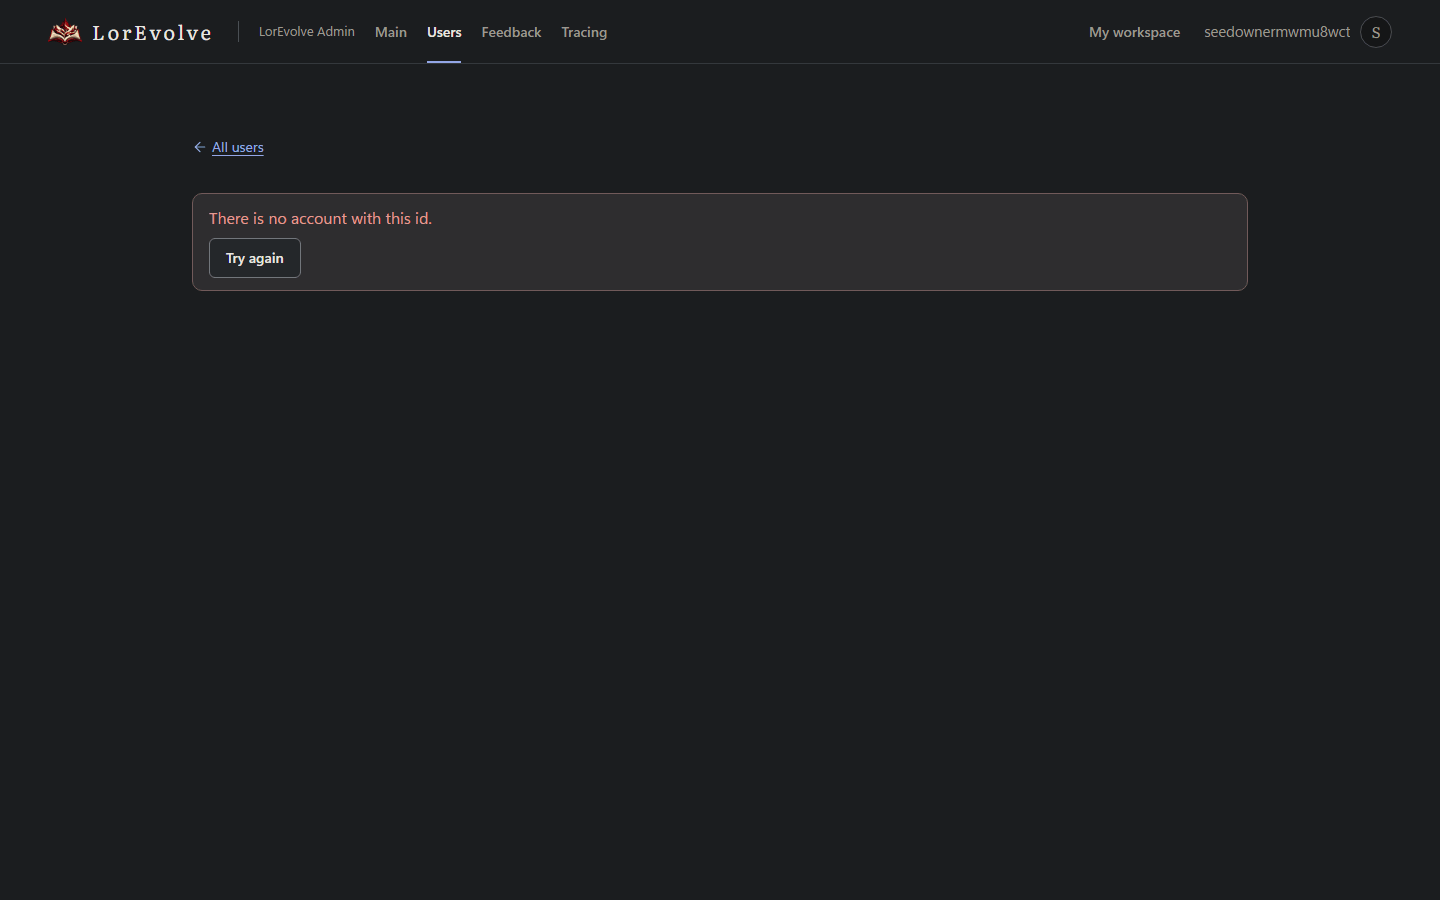 LorEvolve
LorEvolve Admin
Main
Users
Feedback
Tracing
My workspace
seedownermwmu8wct
S
All users
There is no account with this id.
Try again